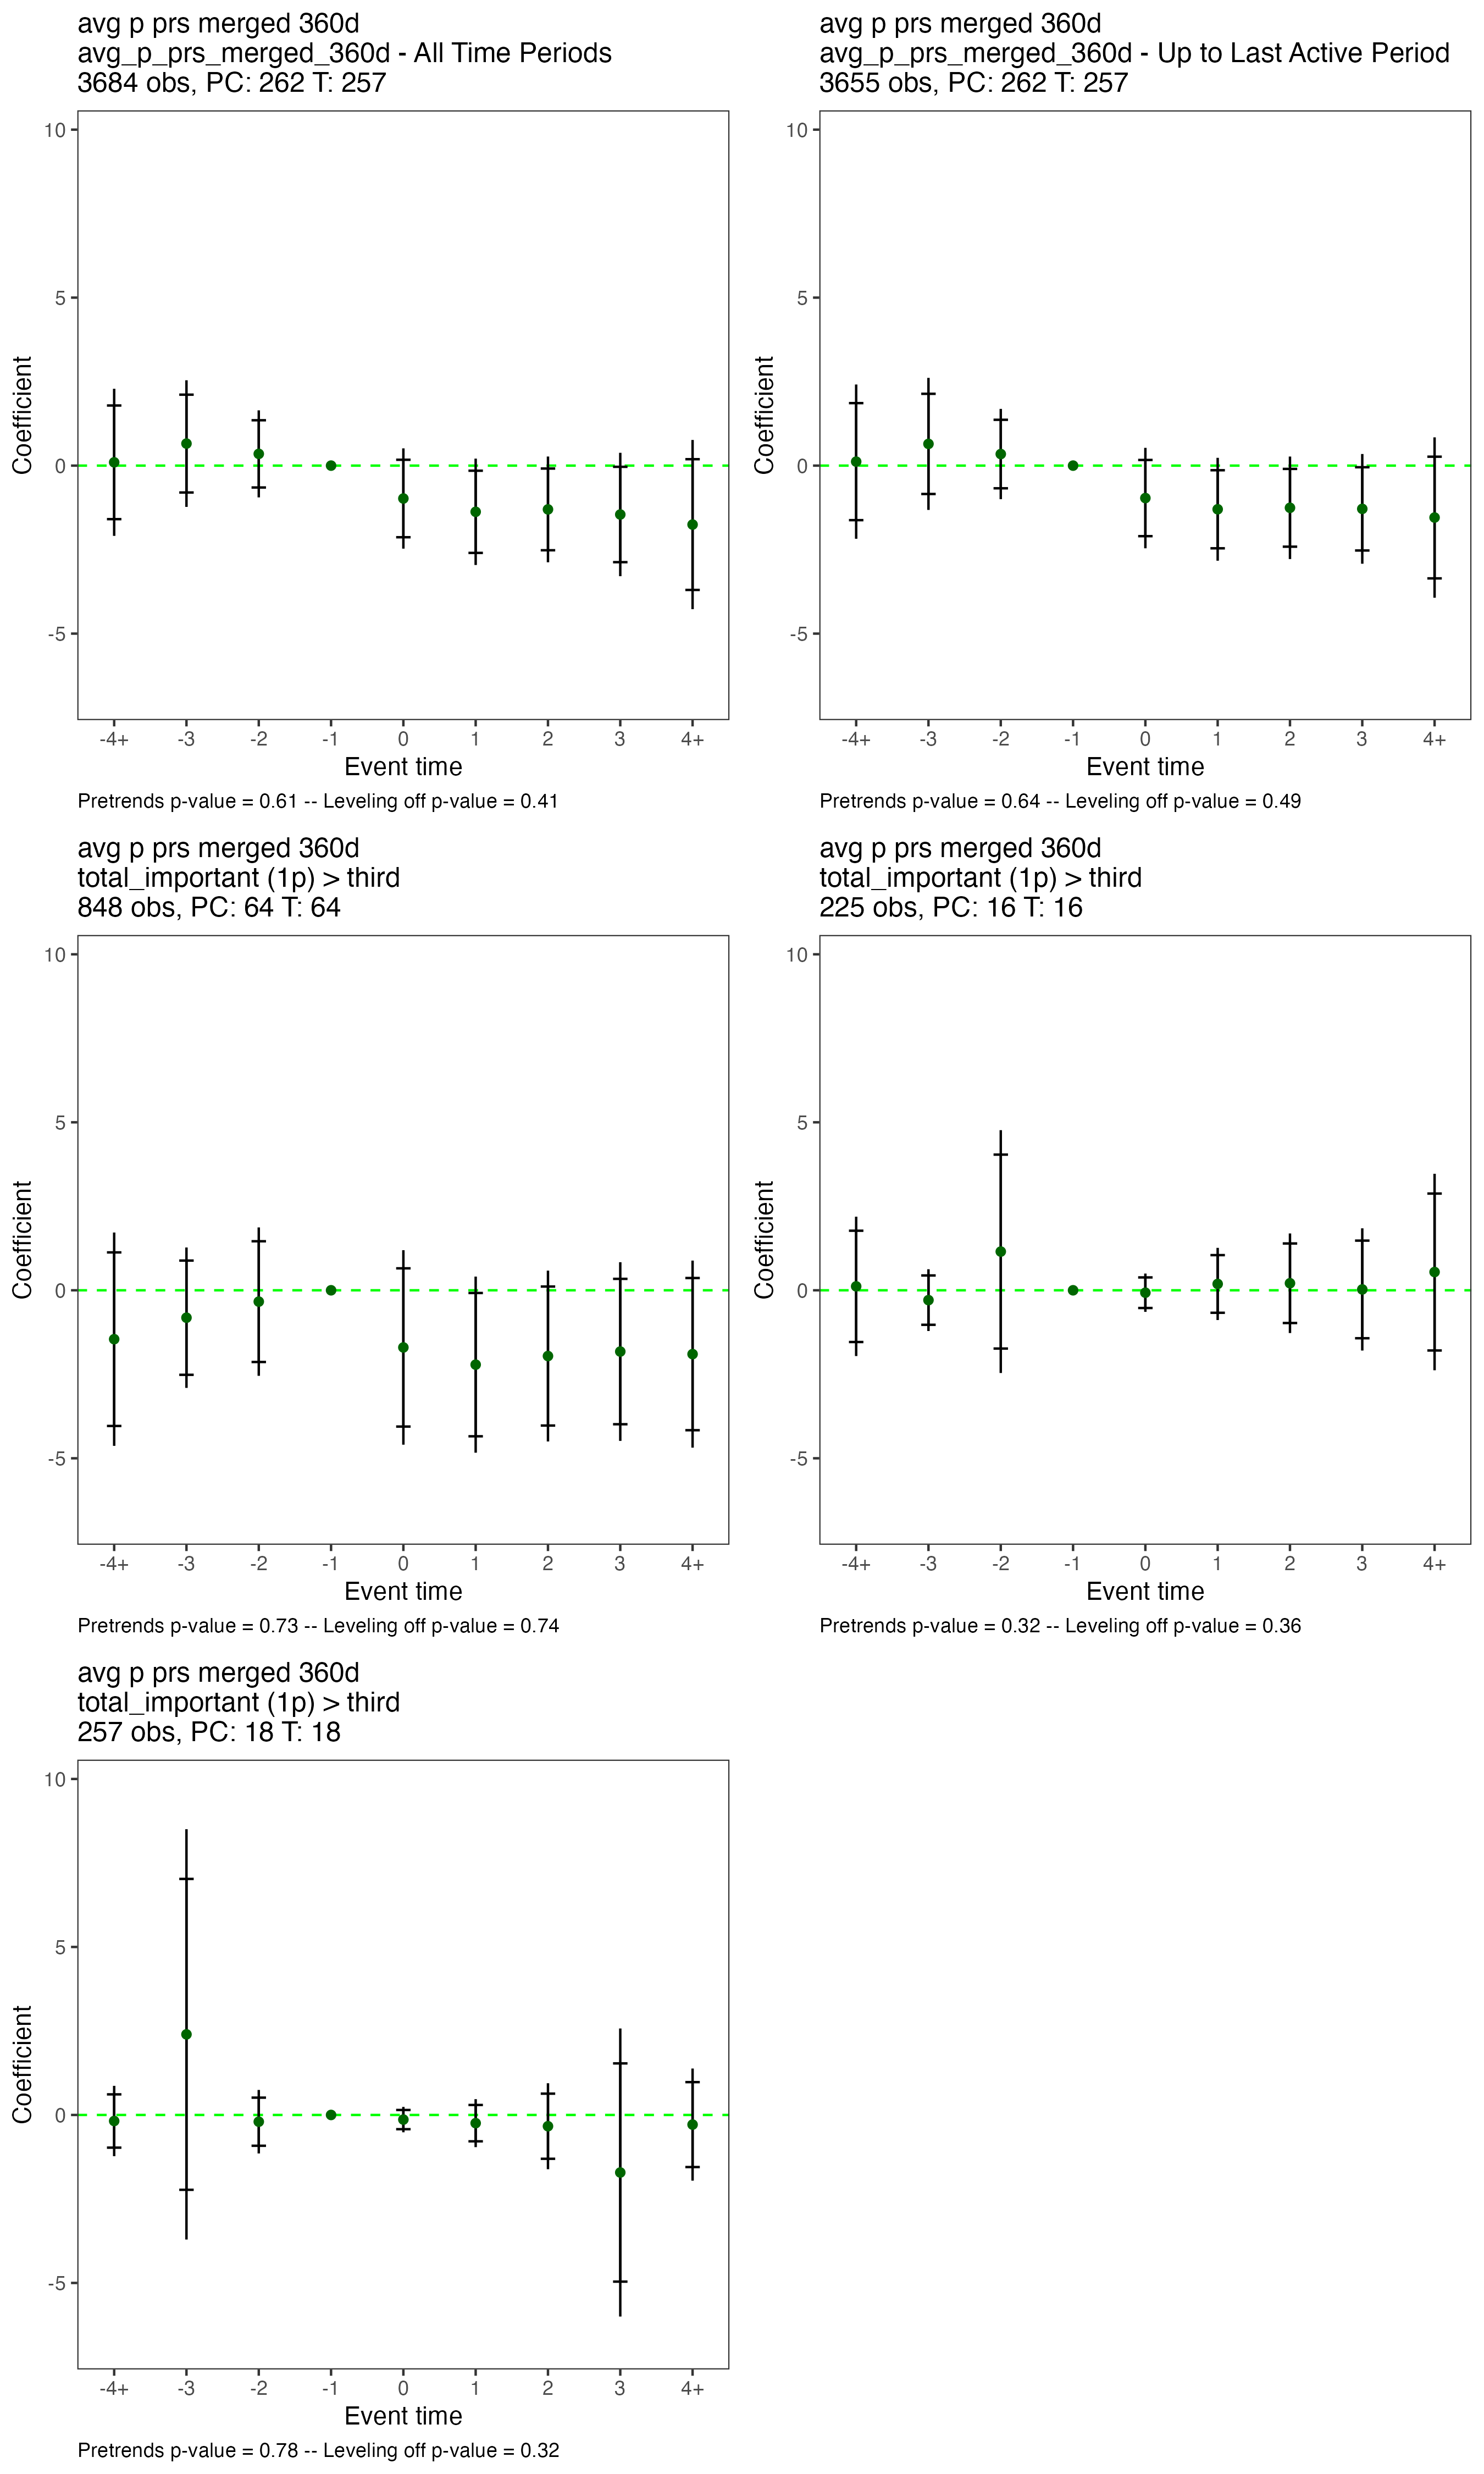 avg p prs merged 360d
avg_p_prs_merged_360d - All Time Periods
3684 obs, PC: 262 T: 257
10
5
0
-5
Coefficient
-4+ -3 -2 -1 0 1 2 3 4+
Event time
Pretrends p-value = 0.61 -- Leveling off p-value = 0.41
avg p prs merged 360d
avg_p_prs_merged_360d - Up to Last Active Period
3655 obs, PC: 262 T: 257
10
5
0
-5
Coefficient
-4+ -3 -2 -1 0 1 2 3 4+
Event time
Pretrends p-value = 0.64 -- Leveling off p-value = 0.49
avg p prs merged 360d
total_important (1p) > third
848 obs, PC: 64 T: 64
10
5
0
-5
Coefficient
-4+ -3 -2 -1 0 1 2 3 4+
Event time
Pretrends p-value = 0.73 -- Leveling off p-value = 0.74
avg p prs merged 360d
total_important (1p) > third
225 obs, PC: 16 T: 16
10
5
0
-5
Coefficient
-4+ -3 -2 -1 0 1 2 3 4+
Event time
Pretrends p-value = 0.32 -- Leveling off p-value = 0.36
avg p prs merged 360d
total_important (1p) > third
257 obs, PC: 18 T: 18
10
5
0
-5
Coefficient
-4+ -3 -2 -1 0 1 2 3 4+
Event time
Pretrends p-value = 0.78 -- Leveling off p-value = 0.32